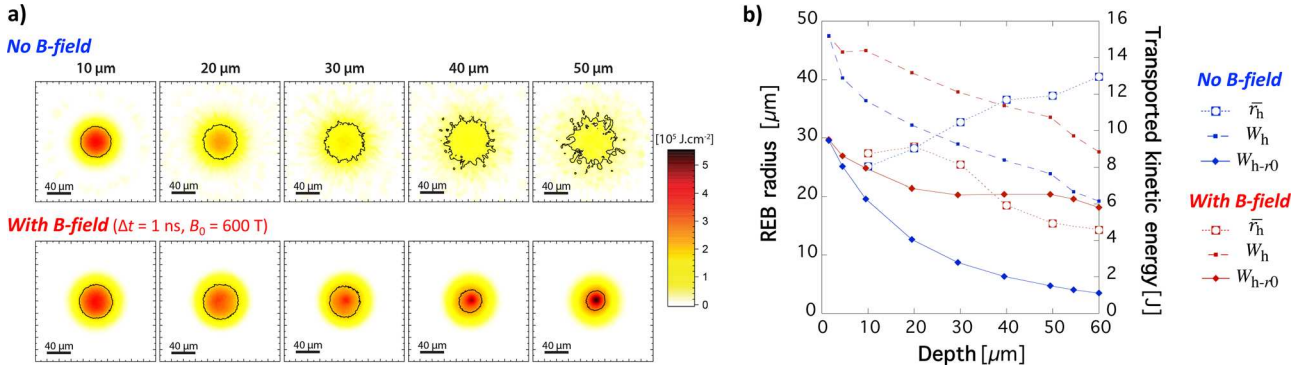 a)
No B-field
10 μm 20 μm 30 μm 40 μm 50 μm
40 μm 40 μm 40 μm 40 μm 40 μm
[10⁵ J.cm⁻²]
5
4
3
2
1
0
With B-field (Δt = 1 ns, B₀ = 600 T)
40 μm 40 μm 40 μm 40 μm 40 μm
b)
REB radius [μm]
50
40
30
20
10
0
0 10 20 30 40 50 60
Depth [μm]
16
14
12
10
8
6
4
2
0
Transported kinetic energy [J]
No B-field
r̄ₕ
Wₕ
Wₕ₋ᵣ₀
With B-field
r̄ₕ
Wₕ
Wₕ₋ᵣ₀